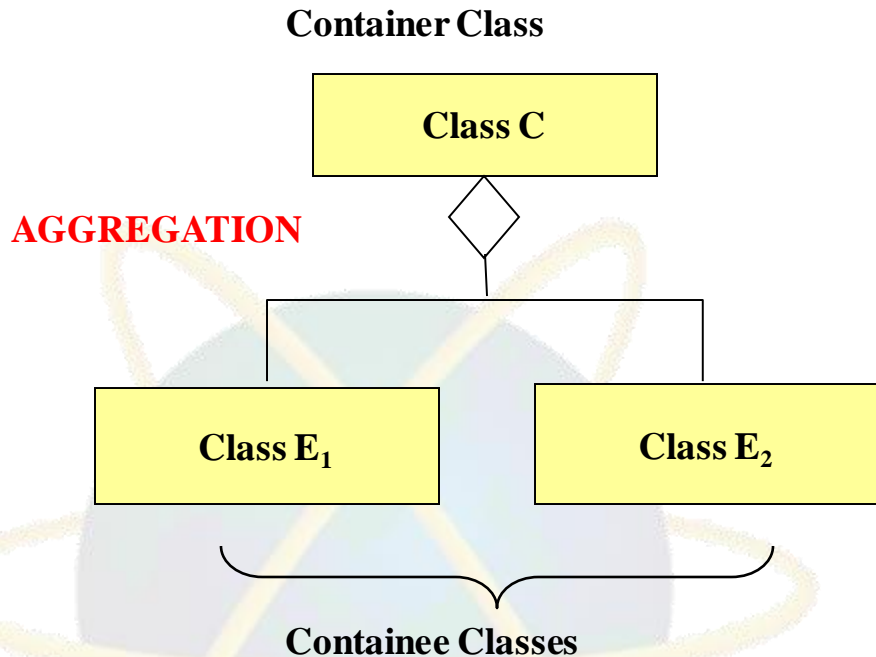 Container Class
Class C
AGGREGATION
Class E₁
Class E₂
Containee Classes